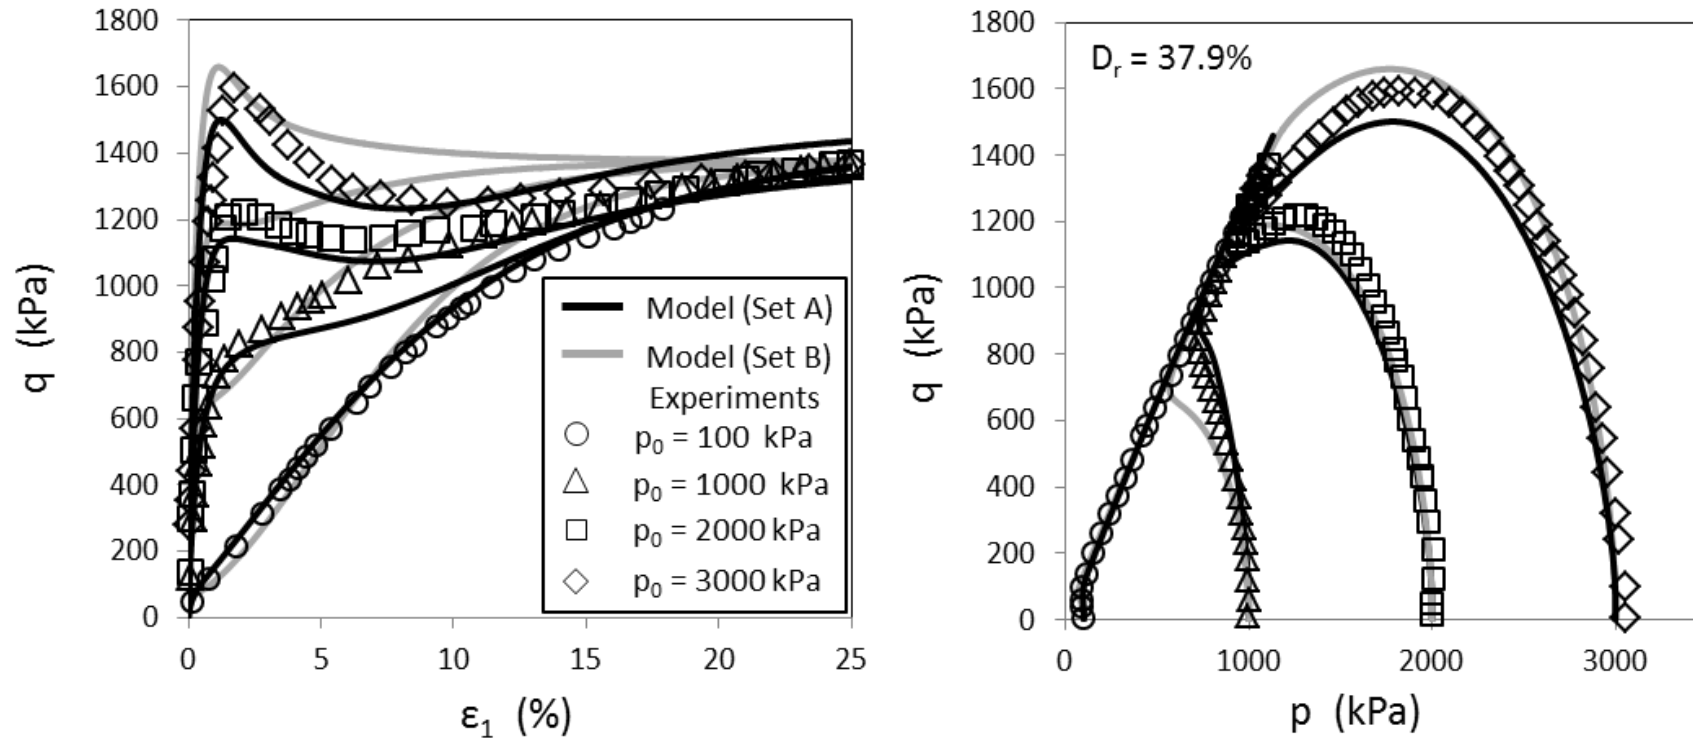 1800
1600
1400
1200
1000
800
600
400
200
0
q (kPa)
0 5 10 15 20 25
ε₁ (%)
Model (Set A)
Model (Set B)
Experiments
p₀ = 100 kPa
p₀ = 1000 kPa
p₀ = 2000 kPa
p₀ = 3000 kPa
1800
1600
1400
1200
1000
800
600
400
200
0
q (kPa)
Dᵣ = 37.9%
0 1000 2000 3000
p (kPa)